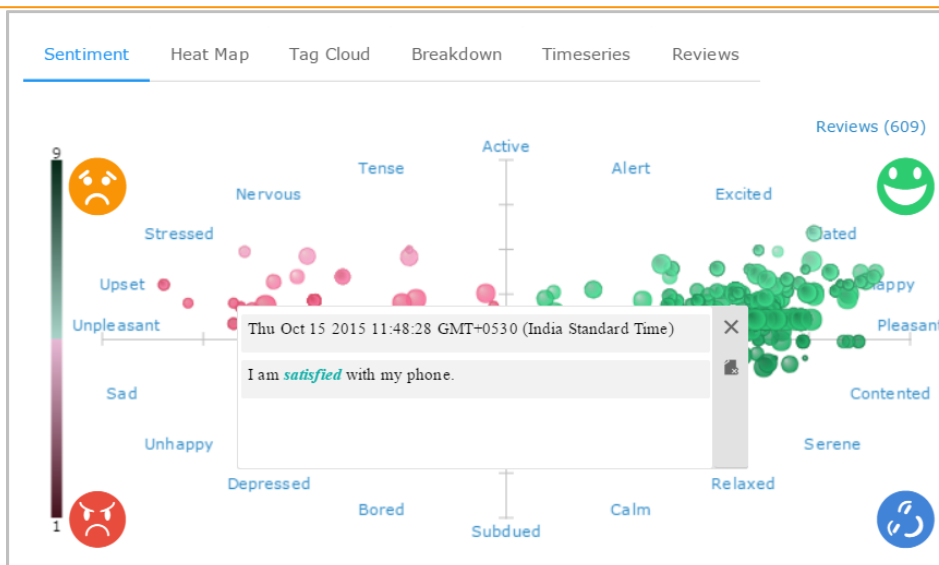 Sentiment Heat Map Tag Cloud Breakdown Timeseries Reviews
Reviews (609)
9
Active
Tense
Alert
Nervous
Excited
Stressed
Upset
Unpleasant
Pleasant
Thu Oct 15 2015 11:48:28 GMT+0530 (India Standard Time)
I am satisfied with my phone.
Sad
Contented
Unhappy
Serene
Depressed
Relaxed
Bored
Calm
1
Subdued